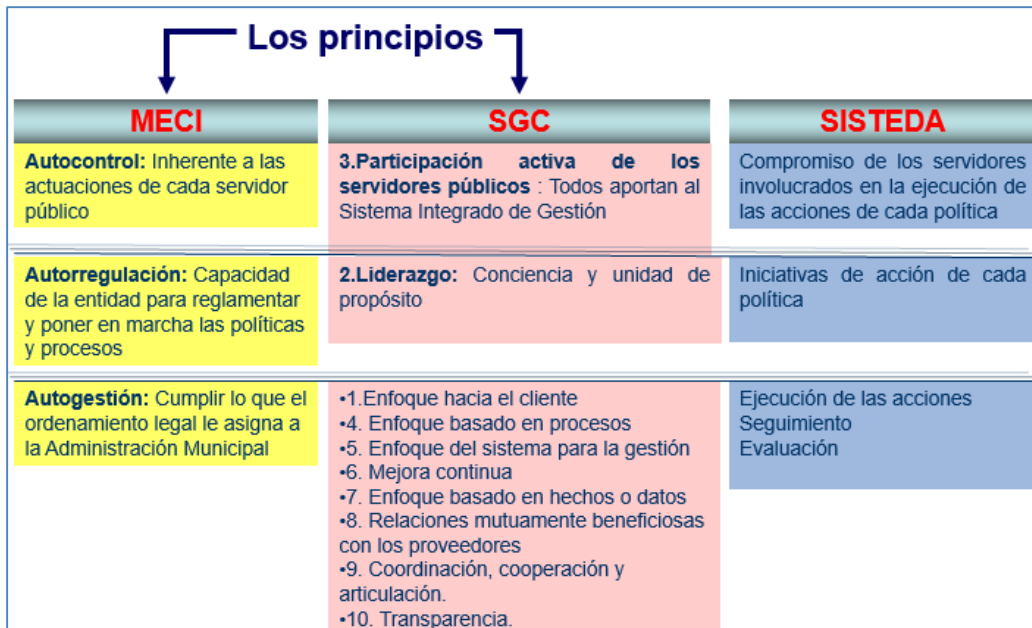 Los principios
MECI
SGC
SISTEDA
Autocontrol: Inherente a las
actuaciones de cada servidor
público
3.Participación activa de los
servidores públicos : Todos aportan al
Sistema Integrado de Gestión
Compromiso de los servidores
involucrados en la ejecución de
las acciones de cada política
Autorregulación: Capacidad
de la entidad para reglamentar
y poner en marcha las políticas
y procesos
2.Liderazgo: Conciencia y unidad de
propósito
Iniciativas de acción de cada
política
Autogestión: Cumplir lo que el
ordenamiento legal le asigna a
la Administración Municipal
•1.Enfoque hacia el cliente
•4. Enfoque basado en procesos
•5. Enfoque del sistema para la gestión
•6. Mejora continua
•7. Enfoque basado en hechos o datos
•8. Relaciones mutuamente beneficiosas
con los proveedores
•9. Coordinación, cooperación y
articulación.
•10. Transparencia.
Ejecución de las acciones
Seguimiento
Evaluación